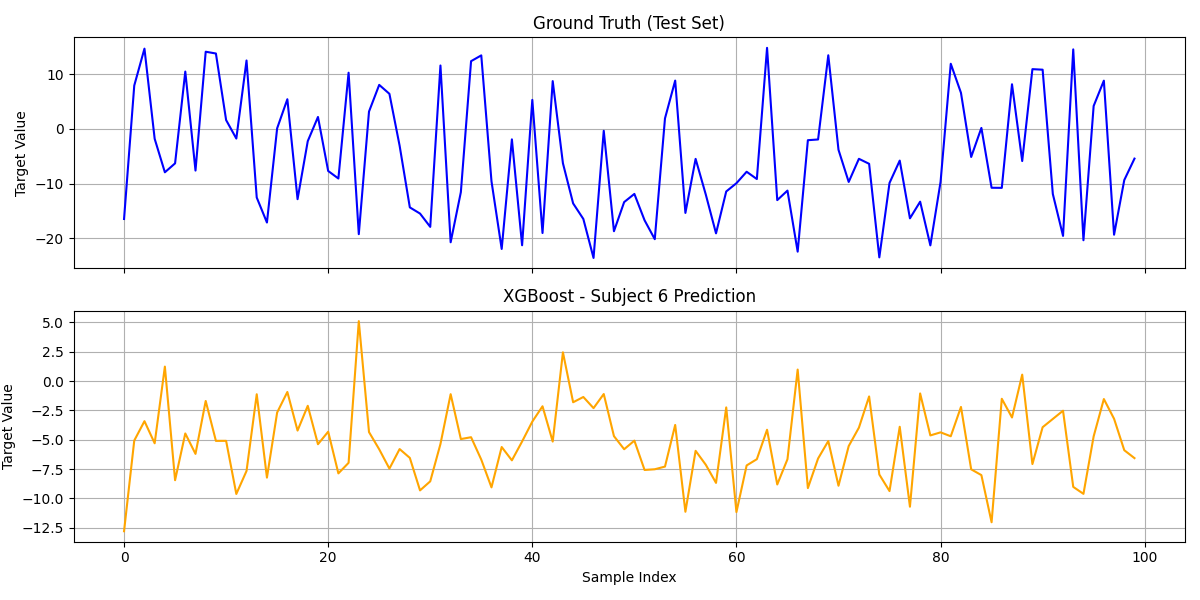 Ground Truth (Test Set)
Target Value
10
0
−10
−20
XGBoost - Subject 6 Prediction
Target Value
5.0
2.5
0.0
−2.5
−5.0
−7.5
−10.0
−12.5
0 20 40 60 80 100
Sample Index